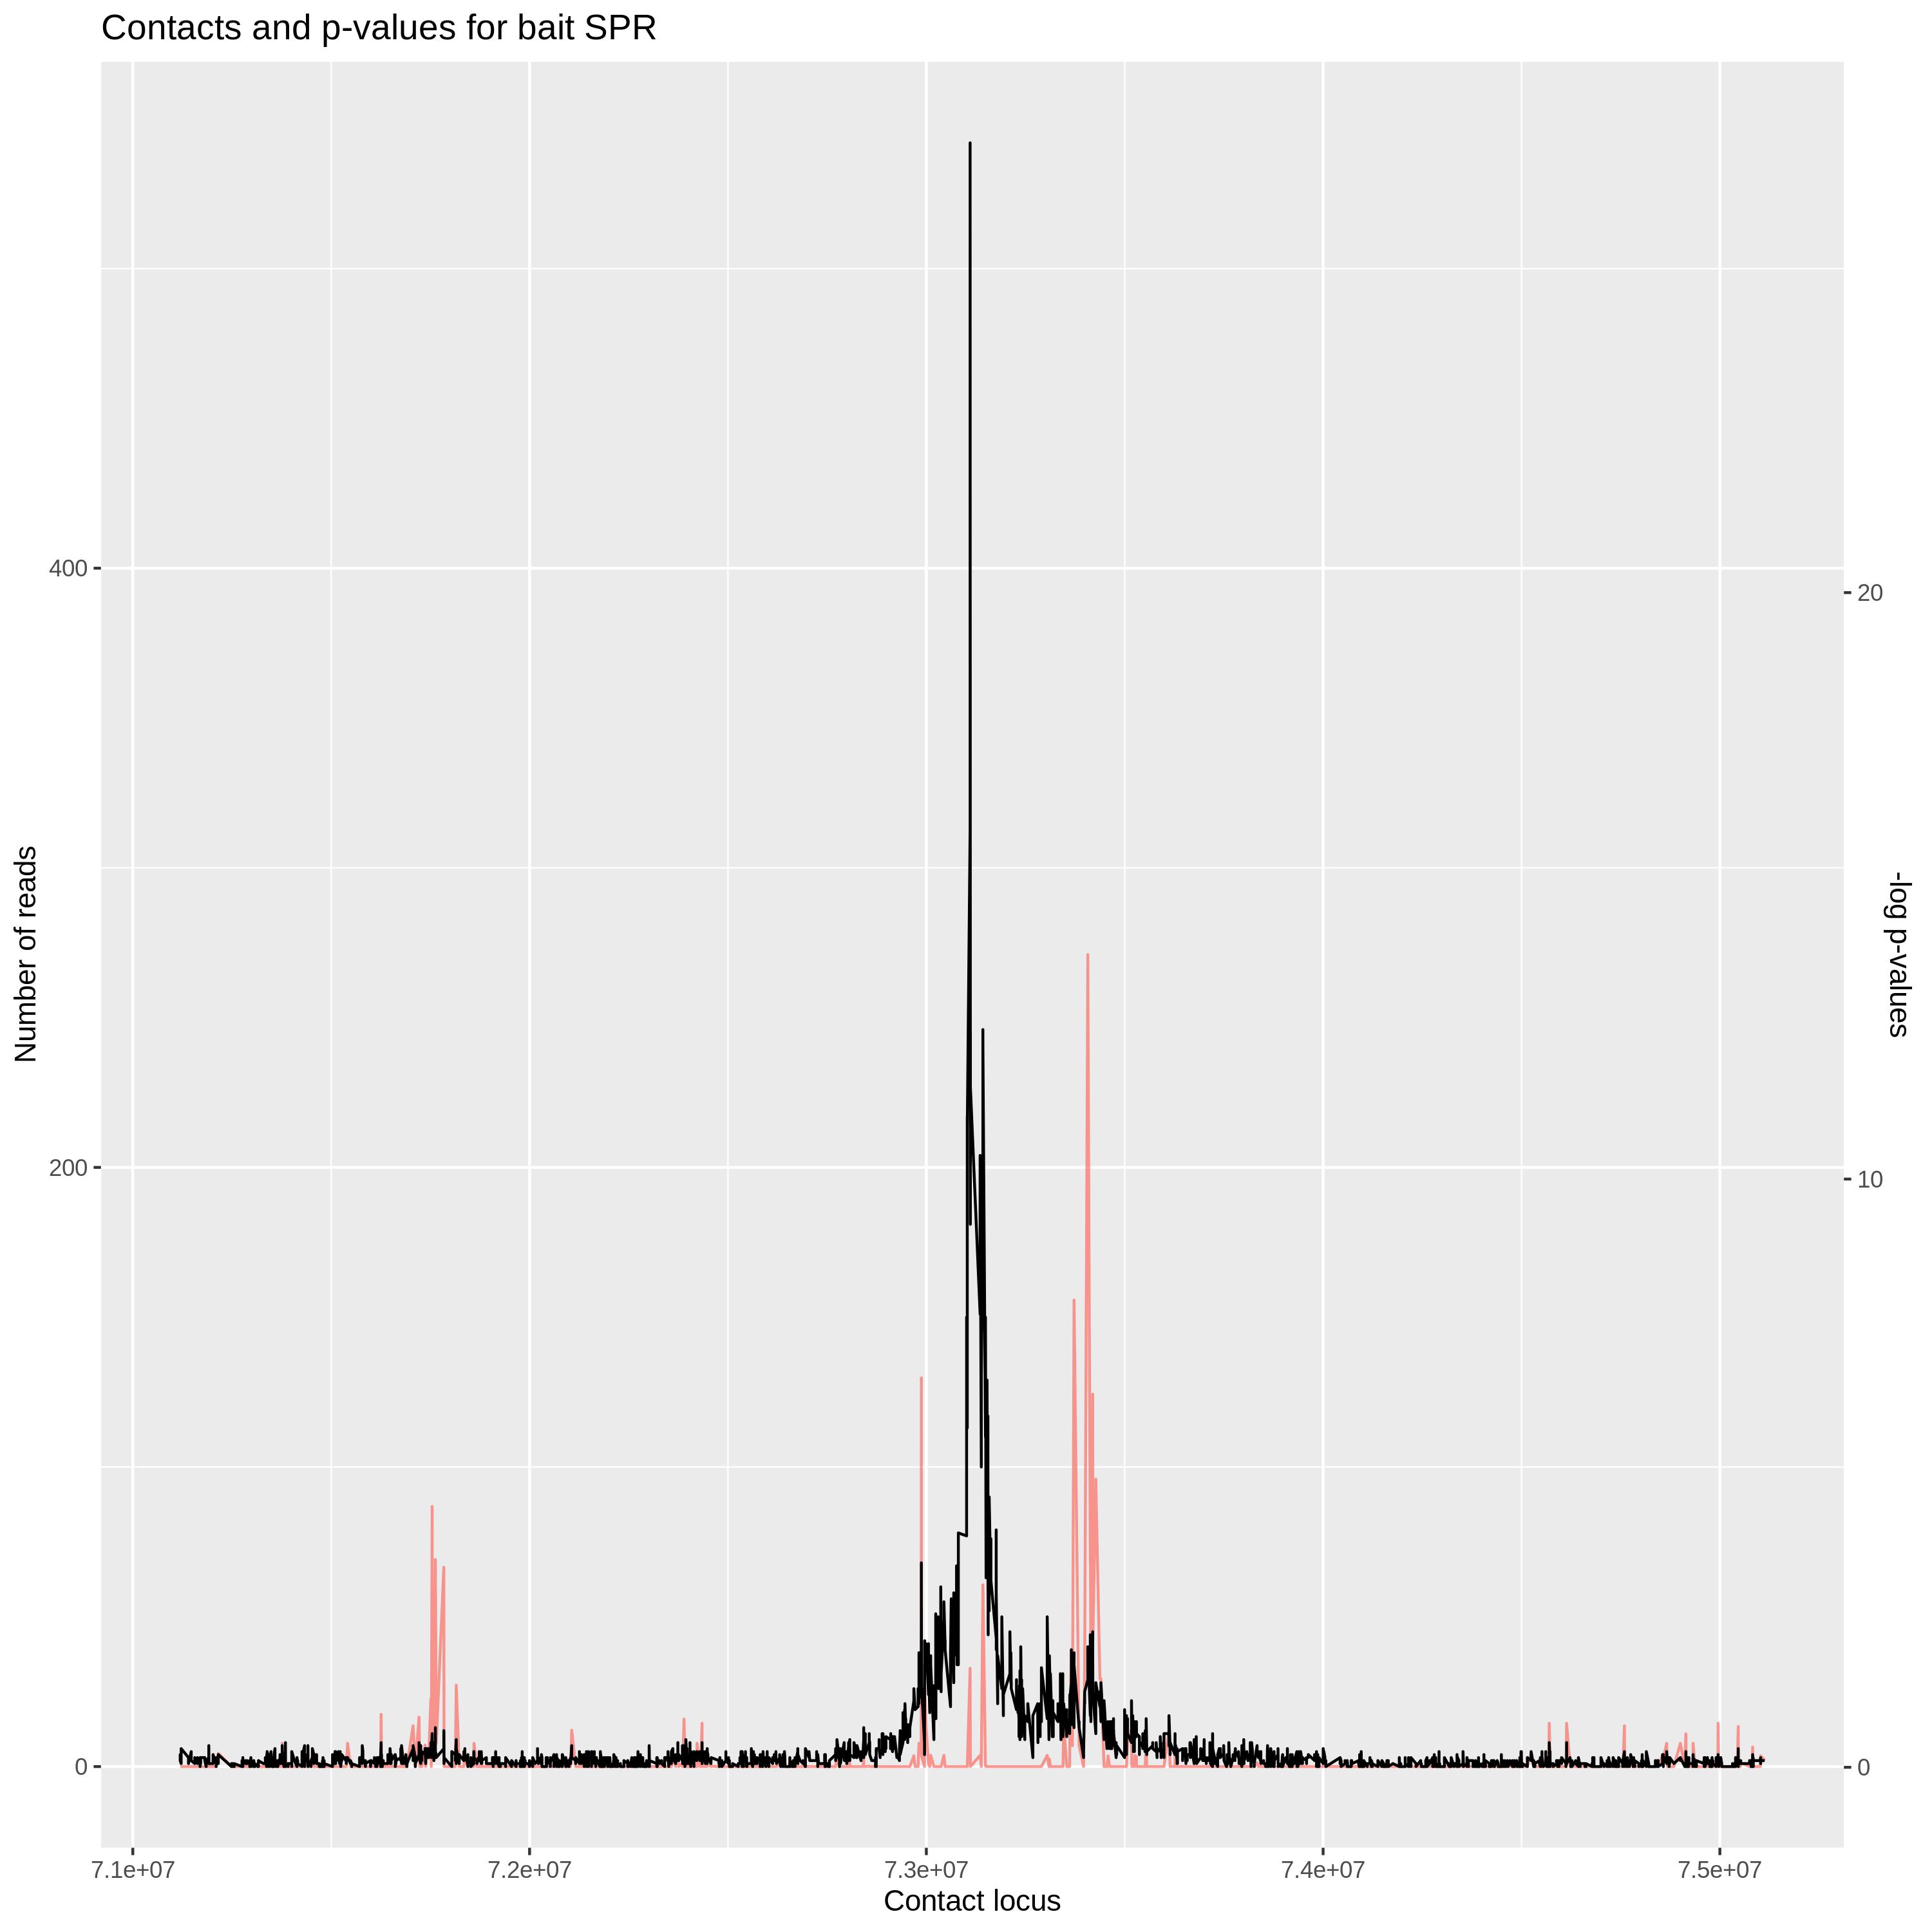 Contacts and p-values for bait SPR
400
200
0
Number of reads
20
10
0
-log p-values
7.1e+07 7.2e+07 7.3e+07 7.4e+07 7.5e+07
Contact locus